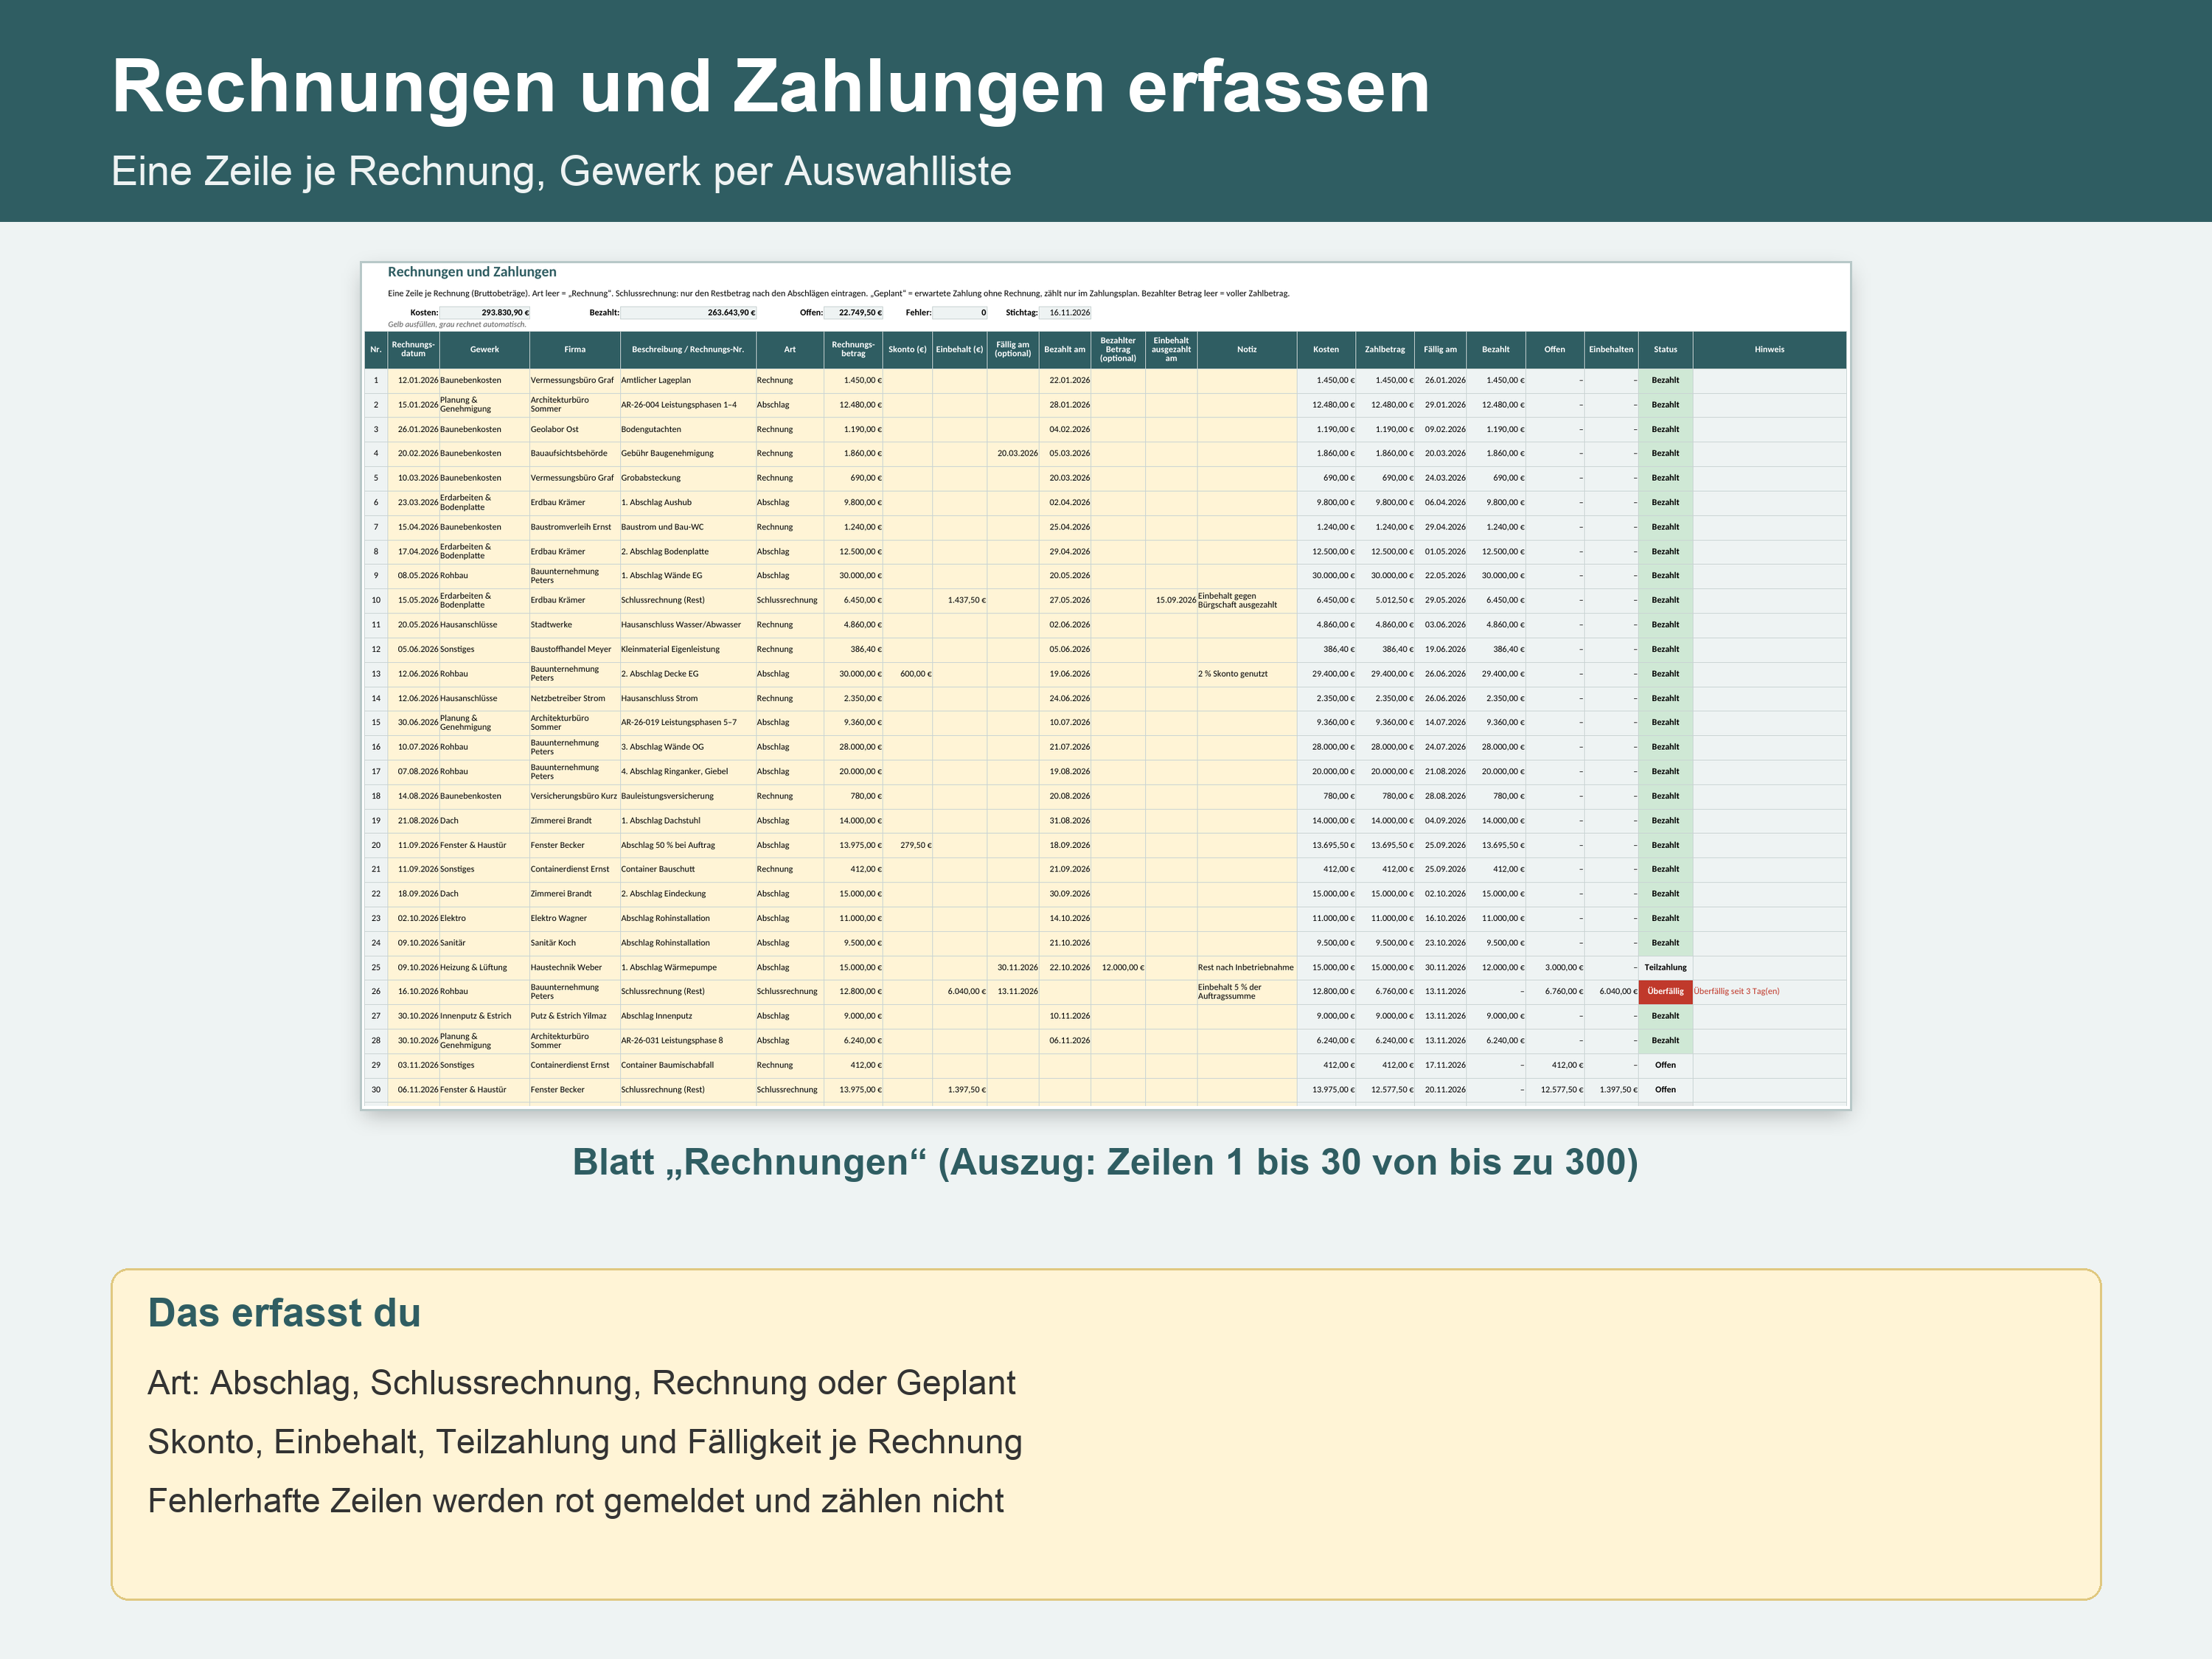 Rechnungen und Zahlungen erfassen
Eine Zeile je Rechnung, Gewerk per Auswahlliste
Rechnungen und Zahlungen
Eine Zeile je Rechnung (Bruttobeträge). Art leer = „Rechnung“. Schlussrechnung: nur den Restbetrag nach den Abschlägen eintragen. „Geplant“ = erwartete Zahlung ohne Rechnung, zählt nur im Zahlungsplan. Bezahlter Betrag leer = voller Zahlbetrag.
Kosten: 293.830,90 € Bezahlt: 263.643,90 € Offen: 22.749,50 € Fehler: 0 Stichtag: 16.11.2026
Gelb ausfüllen, grau rechnet automatisch.
Nr. Rechnungs-datum Gewerk Firma Beschreibung / Rechnungs-Nr. Art Rechnungs-betrag Skonto (€) Einbehalt (€) Fällig am (optional) Bezahlt am Bezahlter Betrag (optional) Einbehalt ausgezahlt am Notiz Kosten Zahlbetrag Fällig am Bezahlt Offen Einbehalten Status Hinweis
1 12.01.2026 Baunebenkosten Vermessungsbüro Graf Amtlicher Lageplan Rechnung 1.450,00 € 22.01.2026 1.450,00 € 1.450,00 € 26.01.2026 1.450,00 € – – Bezahlt
2 15.01.2026 Planung & Genehmigung Architekturbüro Sommer AR-26-004 Leistungsphasen 1–4 Abschlag 12.480,00 € 28.01.2026 12.480,00 € 12.480,00 € 29.01.2026 12.480,00 € – – Bezahlt
3 26.01.2026 Baunebenkosten Geolabor Ost Bodengutachten Rechnung 1.190,00 € 04.02.2026 1.190,00 € 1.190,00 € 09.02.2026 1.190,00 € – – Bezahlt
4 20.02.2026 Baunebenkosten Bauaufsichtsbehörde Gebühr Baugenehmigung Rechnung 1.860,00 € 20.03.2026 05.03.2026 1.860,00 € 1.860,00 € 20.03.2026 1.860,00 € – – Bezahlt
5 10.03.2026 Baunebenkosten Vermessungsbüro Graf Grobabsteckung Rechnung 690,00 € 20.03.2026 690,00 € 690,00 € 24.03.2026 690,00 € – – Bezahlt
6 23.03.2026 Erdarbeiten & Bodenplatte Erdbau Krämer 1. Abschlag Aushub Abschlag 9.800,00 € 02.04.2026 9.800,00 € 9.800,00 € 06.04.2026 9.800,00 € – – Bezahlt
7 15.04.2026 Baunebenkosten Baustromverleih Ernst Baustrom und Bau-WC Rechnung 1.240,00 € 25.04.2026 1.240,00 € 1.240,00 € 29.04.2026 1.240,00 € – – Bezahlt
8 17.04.2026 Erdarbeiten & Bodenplatte Erdbau Krämer 2. Abschlag Bodenplatte Abschlag 12.500,00 € 29.04.2026 12.500,00 € 12.500,00 € 01.05.2026 12.500,00 € – – Bezahlt
9 08.05.2026 Rohbau Bauunternehmung Peters 1. Abschlag Wände EG Abschlag 30.000,00 € 20.05.2026 30.000,00 € 30.000,00 € 22.05.2026 30.000,00 € – – Bezahlt
10 15.05.2026 Erdarbeiten & Bodenplatte Erdbau Krämer Schlussrechnung (Rest) Schlussrechnung 6.450,00 € 1.437,50 € 27.05.2026 15.09.2026 Einbehalt gegen Bürgschaft ausgezahlt 6.450,00 € 5.012,50 € 29.05.2026 6.450,00 € – – Bezahlt
11 20.05.2026 Hausanschlüsse Stadtwerke Hausanschluss Wasser/Abwasser Rechnung 4.860,00 € 02.06.2026 4.860,00 € 4.860,00 € 03.06.2026 4.860,00 € – – Bezahlt
12 05.06.2026 Sonstiges Baustoffhandel Meyer Kleinmaterial Eigenleistung Rechnung 386,40 € 05.06.2026 386,40 € 386,40 € 19.06.2026 386,40 € – – Bezahlt
13 12.06.2026 Rohbau Bauunternehmung Peters 2. Abschlag Decke EG Abschlag 30.000,00 € 600,00 € 19.06.2026 2 % Skonto genutzt 29.400,00 € 29.400,00 € 26.06.2026 29.400,00 € – – Bezahlt
14 12.06.2026 Hausanschlüsse Netzbetreiber Strom Hausanschluss Strom Rechnung 2.350,00 € 24.06.2026 2.350,00 € 2.350,00 € 26.06.2026 2.350,00 € – – Bezahlt
15 30.06.2026 Planung & Genehmigung Architekturbüro Sommer AR-26-019 Leistungsphasen 5–7 Abschlag 9.360,00 € 10.07.2026 9.360,00 € 9.360,00 € 14.07.2026 9.360,00 € – – Bezahlt
16 10.07.2026 Rohbau Bauunternehmung Peters 3. Abschlag Wände OG Abschlag 28.000,00 € 21.07.2026 28.000,00 € 28.000,00 € 24.07.2026 28.000,00 € – – Bezahlt
17 07.08.2026 Rohbau Bauunternehmung Peters 4. Abschlag Ringanker, Giebel Abschlag 20.000,00 € 19.08.2026 20.000,00 € 20.000,00 € 21.08.2026 20.000,00 € – – Bezahlt
18 14.08.2026 Baunebenkosten Versicherungsbüro Kurz Bauleistungsversicherung Rechnung 780,00 € 20.08.2026 780,00 € 780,00 € 28.08.2026 780,00 € – – Bezahlt
19 21.08.2026 Dach Zimmerei Brandt 1. Abschlag Dachstuhl Abschlag 14.000,00 € 31.08.2026 14.000,00 € 14.000,00 € 04.09.2026 14.000,00 € – – Bezahlt
20 11.09.2026 Fenster & Haustür Fenster Becker Abschlag 50 % bei Auftrag Abschlag 13.975,00 € 279,50 € 18.09.2026 13.695,50 € 13.695,50 € 25.09.2026 13.695,50 € – – Bezahlt
21 11.09.2026 Sonstiges Containerdienst Ernst Container Bauschutt Rechnung 412,00 € 21.09.2026 412,00 € 412,00 € 25.09.2026 412,00 € – – Bezahlt
22 18.09.2026 Dach Zimmerei Brandt 2. Abschlag Eindeckung Abschlag 15.000,00 € 30.09.2026 15.000,00 € 15.000,00 € 02.10.2026 15.000,00 € – – Bezahlt
23 02.10.2026 Elektro Elektro Wagner Abschlag Rohinstallation Abschlag 11.000,00 € 14.10.2026 11.000,00 € 11.000,00 € 16.10.2026 11.000,00 € – – Bezahlt
24 09.10.2026 Sanitär Sanitär Koch Abschlag Rohinstallation Abschlag 9.500,00 € 21.10.2026 9.500,00 € 9.500,00 € 23.10.2026 9.500,00 € – – Bezahlt
25 09.10.2026 Heizung & Lüftung Haustechnik Weber 1. Abschlag Wärmepumpe Abschlag 15.000,00 € 30.11.2026 22.10.2026 12.000,00 € Rest nach Inbetriebnahme 15.000,00 € 15.000,00 € 30.11.2026 12.000,00 € 3.000,00 € – Teilzahlung
26 16.10.2026 Rohbau Bauunternehmung Peters Schlussrechnung (Rest) Schlussrechnung 12.800,00 € 6.040,00 € 13.11.2026 Einbehalt 5 % der Auftragssumme 12.800,00 € 6.760,00 € 13.11.2026 – 6.760,00 € 6.040,00 € Überfällig Überfällig seit 3 Tag(en)
27 30.10.2026 Innenputz & Estrich Putz & Estrich Yilmaz Abschlag Innenputz Abschlag 9.000,00 € 10.11.2026 9.000,00 € 9.000,00 € 13.11.2026 9.000,00 € – – Bezahlt
28 30.10.2026 Planung & Genehmigung Architekturbüro Sommer AR-26-031 Leistungsphase 8 Abschlag 6.240,00 € 06.11.2026 6.240,00 € 6.240,00 € 13.11.2026 6.240,00 € – – Bezahlt
29 03.11.2026 Sonstiges Containerdienst Ernst Container Baumischabfall Rechnung 412,00 € 412,00 € 412,00 € 17.11.2026 – 412,00 € – Offen
30 06.11.2026 Fenster & Haustür Fenster Becker Schlussrechnung (Rest) Schlussrechnung 13.975,00 € 1.397,50 € 13.975,00 € 12.577,50 € 20.11.2026 – 12.577,50 € 1.397,50 € Offen
Blatt „Rechnungen“ (Auszug: Zeilen 1 bis 30 von bis zu 300)
Das erfasst du
Art: Abschlag, Schlussrechnung, Rechnung oder Geplant
Skonto, Einbehalt, Teilzahlung und Fälligkeit je Rechnung
Fehlerhafte Zeilen werden rot gemeldet und zählen nicht